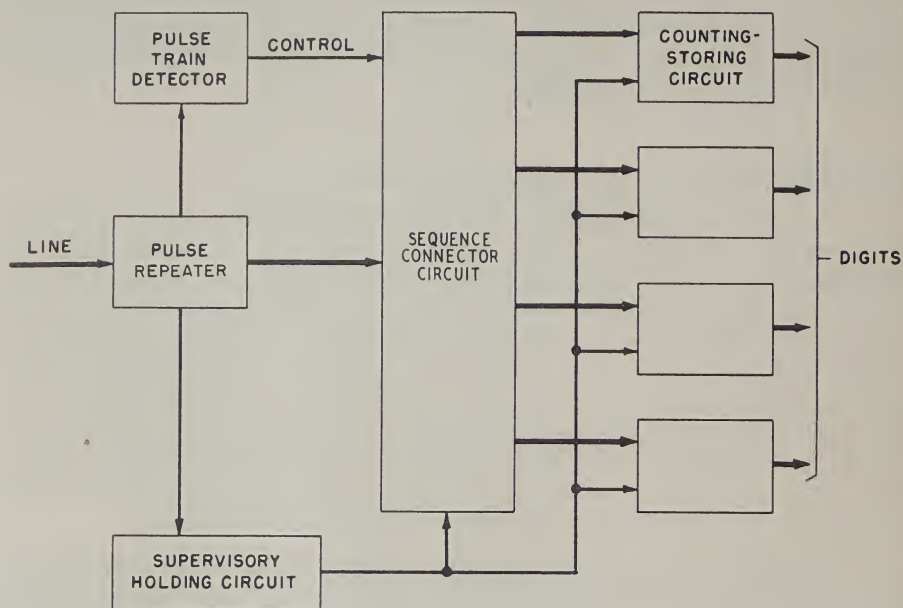 PULSE
TRAIN
DETECTOR
CONTROL
COUNTING-
STORING
CIRCUIT
LINE
PULSE
REPEATER
SEQUENCE
CONNECTOR
CIRCUIT
DIGITS
SUPERVISORY
HOLDING CIRCUIT